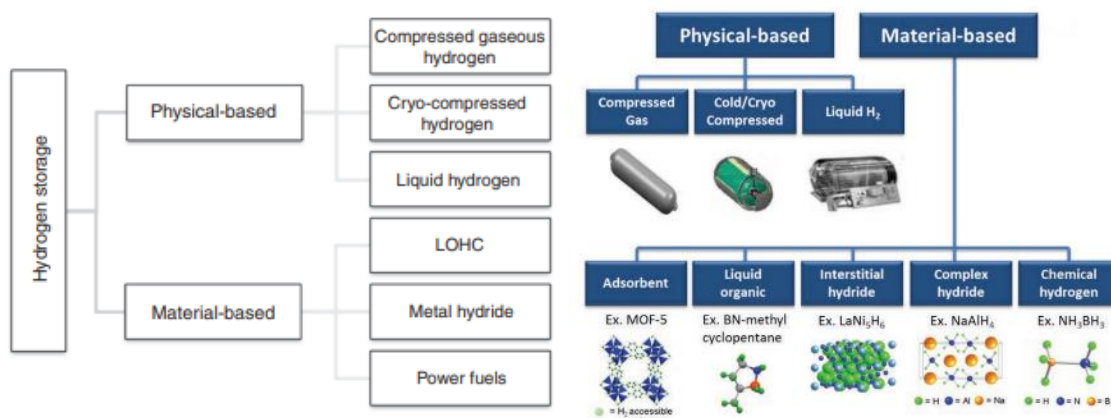 Hydrogen storage
Physical-based
Compressed gaseous
hydrogen
Cryo-compressed
hydrogen
Liquid hydrogen
Material-based
LOHC
Metal hydride
Power fuels
Physical-based
Material-based
Compressed
Gas
Cold/Cryo
Compressed
Liquid H₂
Adsorbent
Liquid
organic
Interstitial
hydride
Complex
hydride
Chemical
hydrogen
Ex. MOF-5
Ex. BN-methyl
cyclopentane
Ex. LaNi₅H₆
Ex. NaAlH₄
Ex. NH₃BH₃
= H₂ accessible
= H = Al = Na
= H = N = B